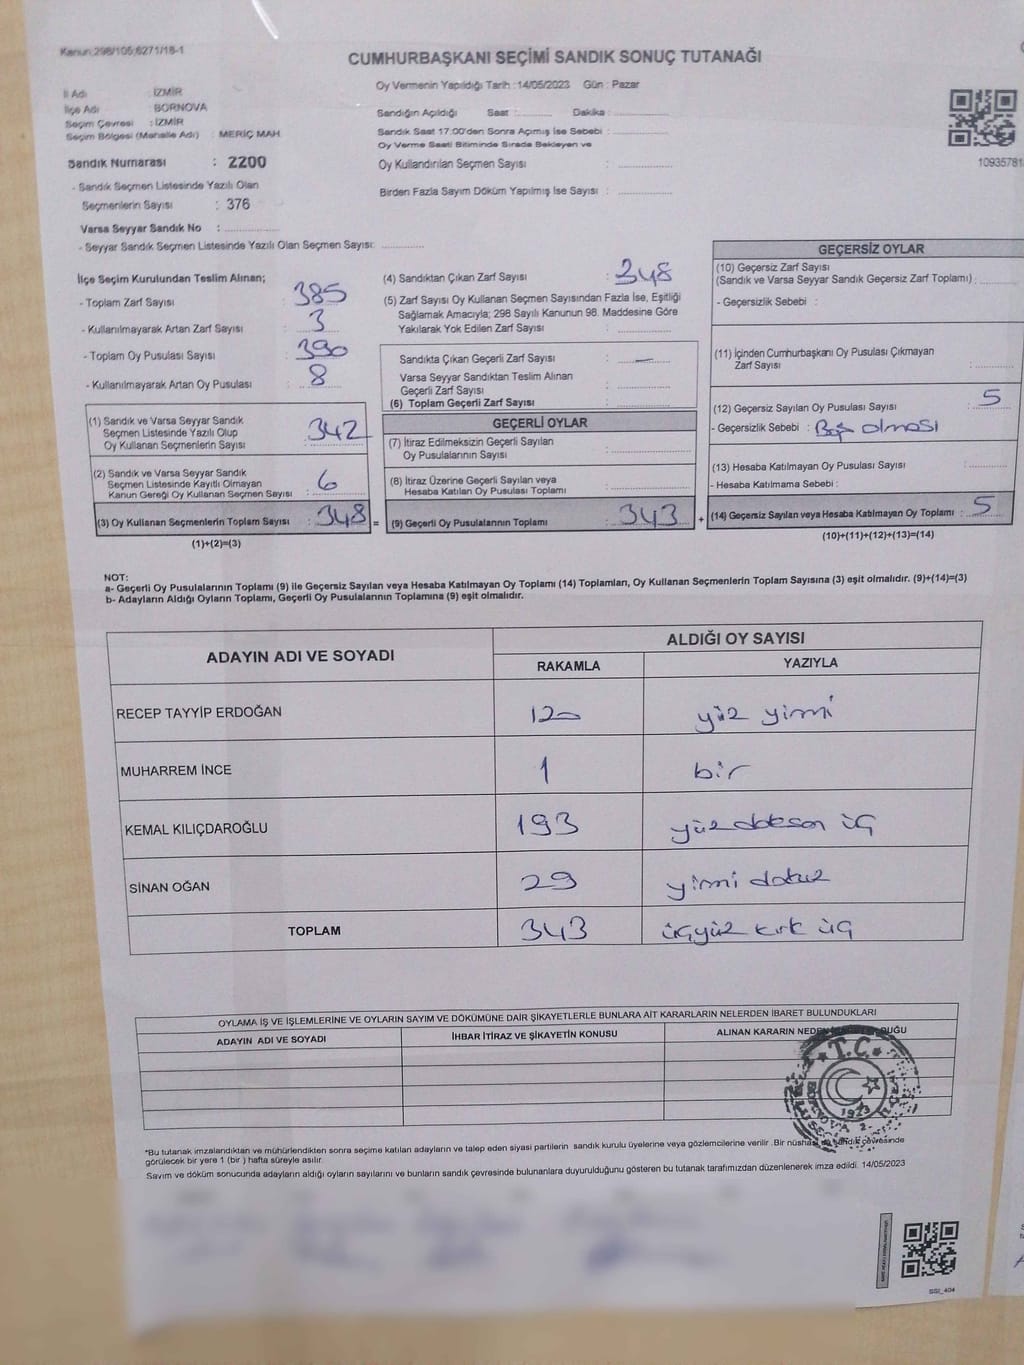 Kanun:298/105;6271/18-1
CUMHURBAŞKANI SEÇİMİ SANDIK SONUÇ TUTANAĞI
Oy Vermenin Yapıldığı Tarih : 14/05/2023 Gün : Pazar
İl Adı : İZMİR
İlçe Adı : BORNOVA
Seçim Çevresi : İZMİR
Seçim Bölgesi (Mahalle Adı) : MERİÇ MAH
Sandık Numarası : 2200
- Sandık Seçmen Listesinde Yazılı Olan
Seçmenlerin Sayısı : 376
Varsa Seyyar Sandık No :
- Seyyar Sandık Seçmen Listesinde Yazılı Olan Seçmen Sayısı:
Sandığın Açıldığı Saat : Dakika :
Sandık Saat 17:00'den Sonra Açımış İse Sebebi :
Oy Verme Saati Bitiminde Sırada Bekleyen ve
Oy Kullandırılan Seçmen Sayısı :
Birden Fazla Sayım Döküm Yapılmış İse Sayısı :
1093578
İlçe Seçim Kurulundan Teslim Alınan;
- Toplam Zarf Sayısı : 385
- Kullanılmayarak Artan Zarf Sayısı : 3
- Toplam Oy Pusulası Sayısı : 390
- Kullanılmayarak Artan Oy Pusulası : 8
(1) Sandık ve Varsa Seyyar Sandık
Seçmen Listesinde Yazılı Olup
Oy Kullanan Seçmenlerin Sayısı : 342
(2) Sandık ve Varsa Seyyar Sandık
Seçmen Listesinde Kayıtlı Olmayan
Kanun Gereği Oy Kullanan Seçmen Sayısı : 6
(3) Oy Kullanan Seçmenlerin Toplam Sayısı : 348 =
(1)+(2)=(3)
(4) Sandıktan Çıkan Zarf Sayısı : 348
(5) Zarf Sayısı Oy Kullanan Seçmen Sayısından Fazla İse, Eşitliği
Sağlamak Amacıyla; 298 Sayılı Kanunun 98. Maddesine Göre
Yakılarak Yok Edilen Zarf Sayısı :
Sandıkta Çıkan Geçerli Zarf Sayısı : —
Varsa Seyyar Sandıktan Teslim Alınan
Geçerli Zarf Sayısı :
(6) Toplam Geçerli Zarf Sayısı :
GEÇERLİ OYLAR
(7) İtiraz Edilmeksizin Geçerli Sayılan
Oy Pusulalarının Sayısı :
(8) İtiraz Üzerine Geçerli Sayılan veya
Hesaba Katılan Oy Pusulası Toplamı :
(9) Geçerli Oy Pusulalarının Toplamı : 343 +
GEÇERSİZ OYLAR
(10) Geçersiz Zarf Sayısı
(Sandık ve Varsa Seyyar Sandık Geçersiz Zarf Toplamı) :
- Geçersizlik Sebebi :
(11) İçinden Cumhurbaşkanı Oy Pusulası Çıkmayan
Zarf Sayısı :
(12) Geçersiz Sayılan Oy Pusulası Sayısı : 5
- Geçersizlik Sebebi : Boş olması
(13) Hesaba Katılmayan Oy Pusulası Sayısı :
- Hesaba Katılmama Sebebi :
(14) Geçersiz Sayılan veya Hesaba Katılmayan Oy Toplamı : 5
(10)+(11)+(12)+(13)=(14)
NOT:
a- Geçerli Oy Pusulalarının Toplamı (9) ile Geçersiz Sayılan veya Hesaba Katılmayan Oy Toplamı (14) Toplamları, Oy Kullanan Seçmenlerin Toplam Sayısına (3) eşit olmalıdır. (9)+(14)=(3)
b- Adayların Aldığı Oyların Toplamı, Geçerli Oy Pusulalarının Toplamına (9) eşit olmalıdır.
ADAYIN ADI VE SOYADI ALDIĞI OY SAYISI
RAKAMLA YAZIYLA
RECEP TAYYİP ERDOĞAN 120 yüz yirmi
MUHARREM İNCE 1 bir
KEMAL KILIÇDAROĞLU 193 yüz doksan üç
SİNAN OĞAN 29 yirmi dokuz
TOPLAM 343 üçyüz kırk üç
OYLAMA İŞ VE İŞLEMLERİNE VE OYLARIN SAYIM VE DÖKÜMÜNE DAİR ŞİKAYETLERLE BUNLARA AİT KARARLARIN NELERDEN İBARET BULUNDUKLARI
ADAYIN ADI VE SOYADI İHBAR İTİRAZ VE ŞİKAYETİN KONUSU ALINAN KARARIN
T.C.
1923
BORNOVA 2.
*Bu tutanak imzalandıktan ve mühürlendikten sonra seçime katılan adayların ve talep eden siyasi partilerin sandık kurulu üyelerine veya gözlemcilerine verilir .Bir nüshası da sandık çevresinde
görülecek bir yere 1 (bir ) hafta süreyle asılır.
Sayım ve döküm sonucunda adayların aldığı oyların sayılarını ve bunların sandık çevresinde bulunanlara duyurulduğunu gösteren bu tutanak tarafımızdan düzenlenerek imza edildi. 14/05/2023
SSI_404